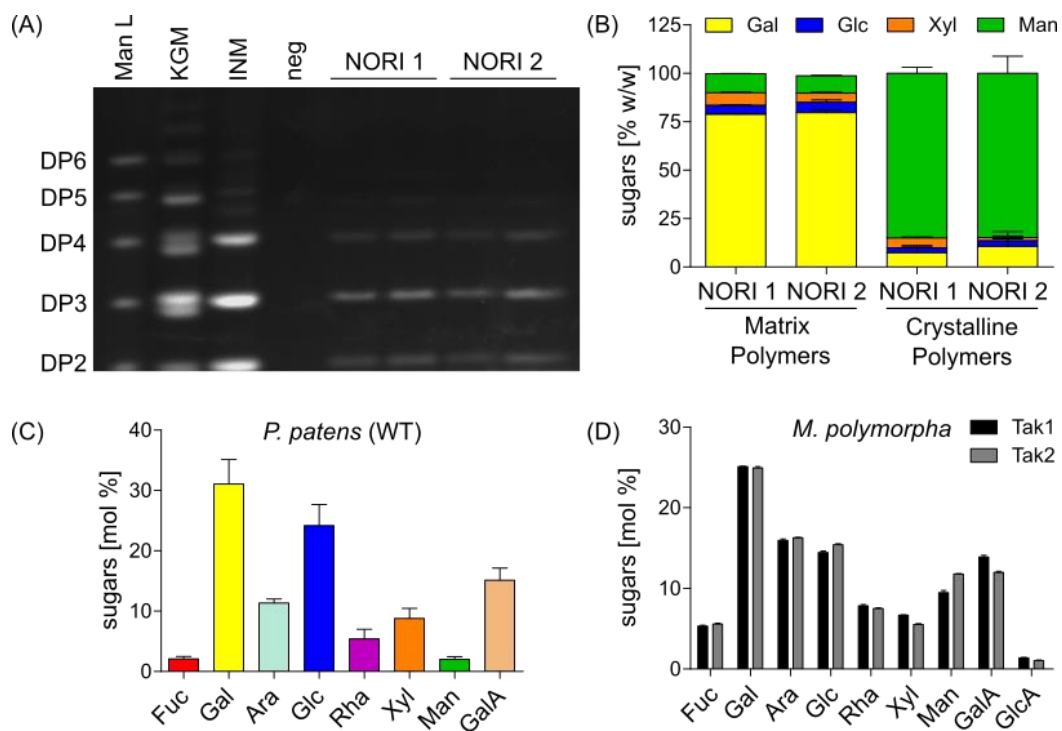 (A)
Man L
KGM
INM
neg
NORI 1
NORI 2
DP6
DP5
DP4
DP3
DP2
(B)
Gal
Glc
Xyl
Man
sugars [% w/w]
125
100
75
50
25
0
NORI 1
NORI 2
NORI 1
NORI 2
Matrix
Polymers
Crystalline
Polymers
(C)
P. patens (WT)
sugars [mol %]
40
30
20
10
0
Fuc
Gal
Ara
Glc
Rha
Xyl
Man
GalA
(D)
M. polymorpha
Tak1
Tak2
sugars [mol %]
30
20
10
0
Fuc
Gal
Ara
Glc
Rha
Xyl
Man
GalA
GlcA